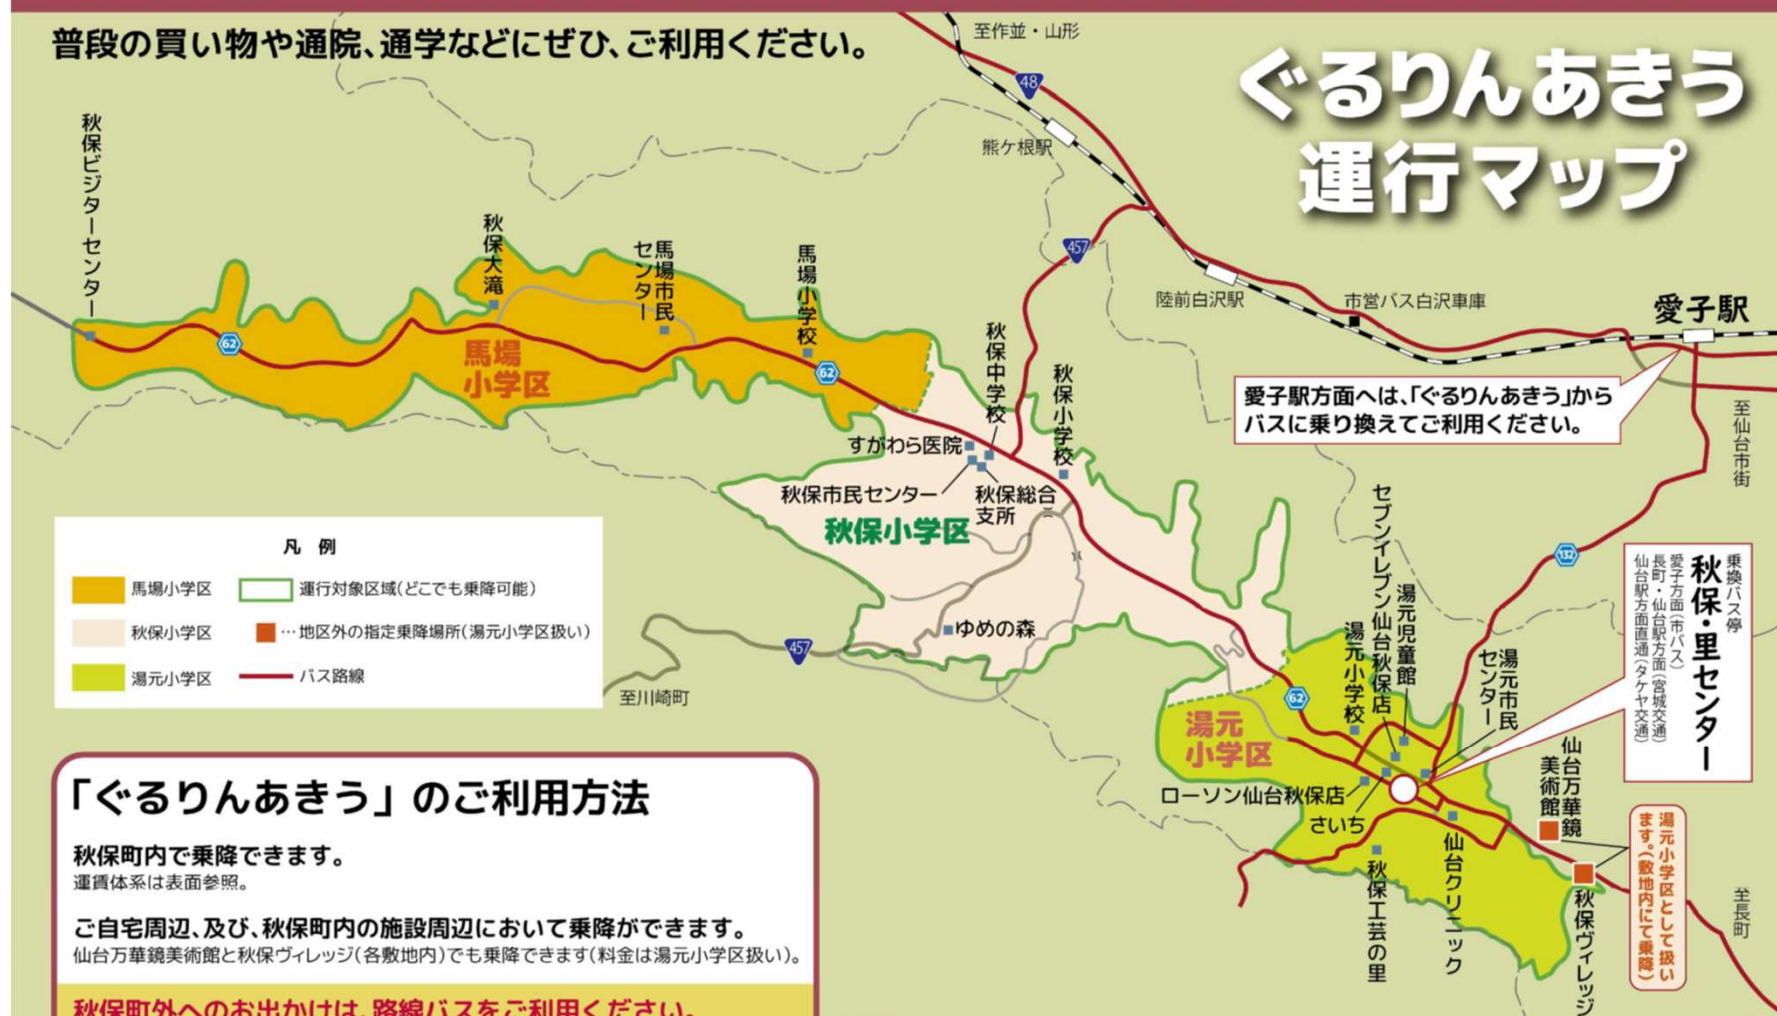 普段の買い物や通院、通学などにぜひ、ご利用ください。
ぐるりんあきう
運行マップ
至作並・山形
48
熊ケ根駅
457
陸前白沢駅
市営バス白沢車庫
愛子駅
愛子駅方面へは、「ぐるりんあきう」から
バスに乗り換えてご利用ください。
至仙台市街
秋保ビジターセンター
秋保大滝
馬場市民
センター
馬場小学校
62
馬場
小学区
62
秋保中学校
秋保小学校
すがわら医院
秋保市民センター
秋保総合
支所
秋保小学区
ゆめの森
457
至川崎町
132
凡 例
馬場小学区
運行対象区域(どこでも乗降可能)
秋保小学区
…地区外の指定乗降場所(湯元小学区扱い)
湯元小学区
バス路線
セブンイレブン仙台秋保店
湯元児童館
湯元小学校
湯元市民
センター
62
湯元
小学区
ローソン仙台秋保店
さいち
秋保工芸の里
仙台クリニック
仙台万華鏡
美術館
秋保ヴィレッジ
乗換バス停
秋保・里センター
愛子方面(市バス)
長町・仙台駅方面(宮城交通)
仙台駅方面直通(タケヤ交通)
湯元小学区として扱い
ます。(敷地内にて乗降)
至長町
「ぐるりんあきう」のご利用方法
秋保町内で乗降できます。
運賃体系は表面参照。
ご自宅周辺、及び、秋保町内の施設周辺において乗降ができます。
仙台万華鏡美術館と秋保ヴィレッジ(各敷地内)でも乗降できます(料金は湯元小学区扱い)。
秋保町外へのお出かけは、路線バスをご利用ください。